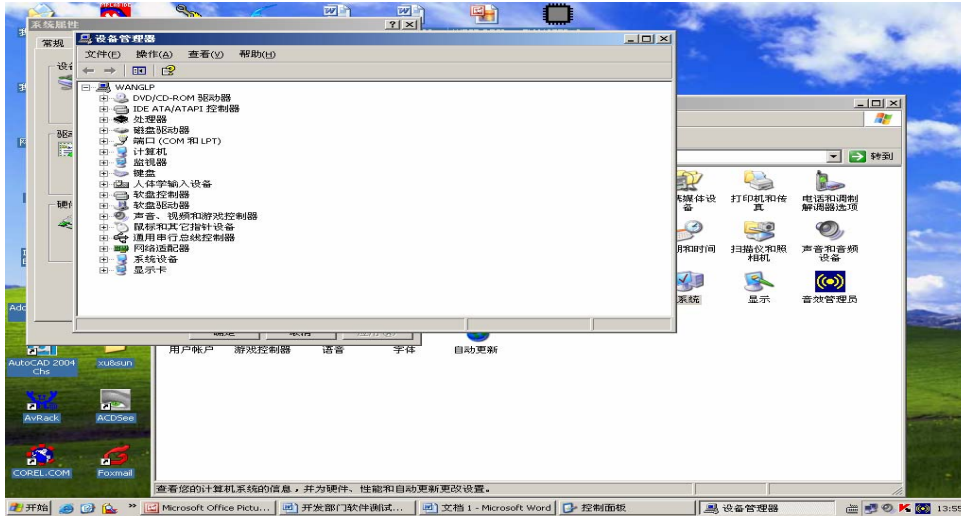 系统属性
常规
设备管理器
文件(F) 操作(A) 查看(V) 帮助(H)
WANGLP
DVD/CD-ROM 驱动器
IDE ATA/ATAPI 控制器
处理器
磁盘驱动器
端口 (COM 和 LPT)
计算机
监视器
键盘
人体学输入设备
软盘控制器
软盘驱动器
声音、视频和游戏控制器
鼠标和其它指针设备
通用串行总线控制器
网络适配器
系统设备
显示卡
转到
打印机和传真
电话和调制解调器选项
扫描仪和照相机
声音和音频设备
系统
显示
音效管理员
用户帐户
游戏控制器
语音
字体
自动更新
AutoCAD 2004 Chs
xu8sun
AvRack
ACDSee
COREL.COM
Foxmail
查看您的计算机系统的信息，并为硬件、性能和自动更新更改设置。
开始
Microsoft Office Pictu...
开发部门软件测试...
文档 1 - Microsoft Word
控制面板
设备管理器
13:55